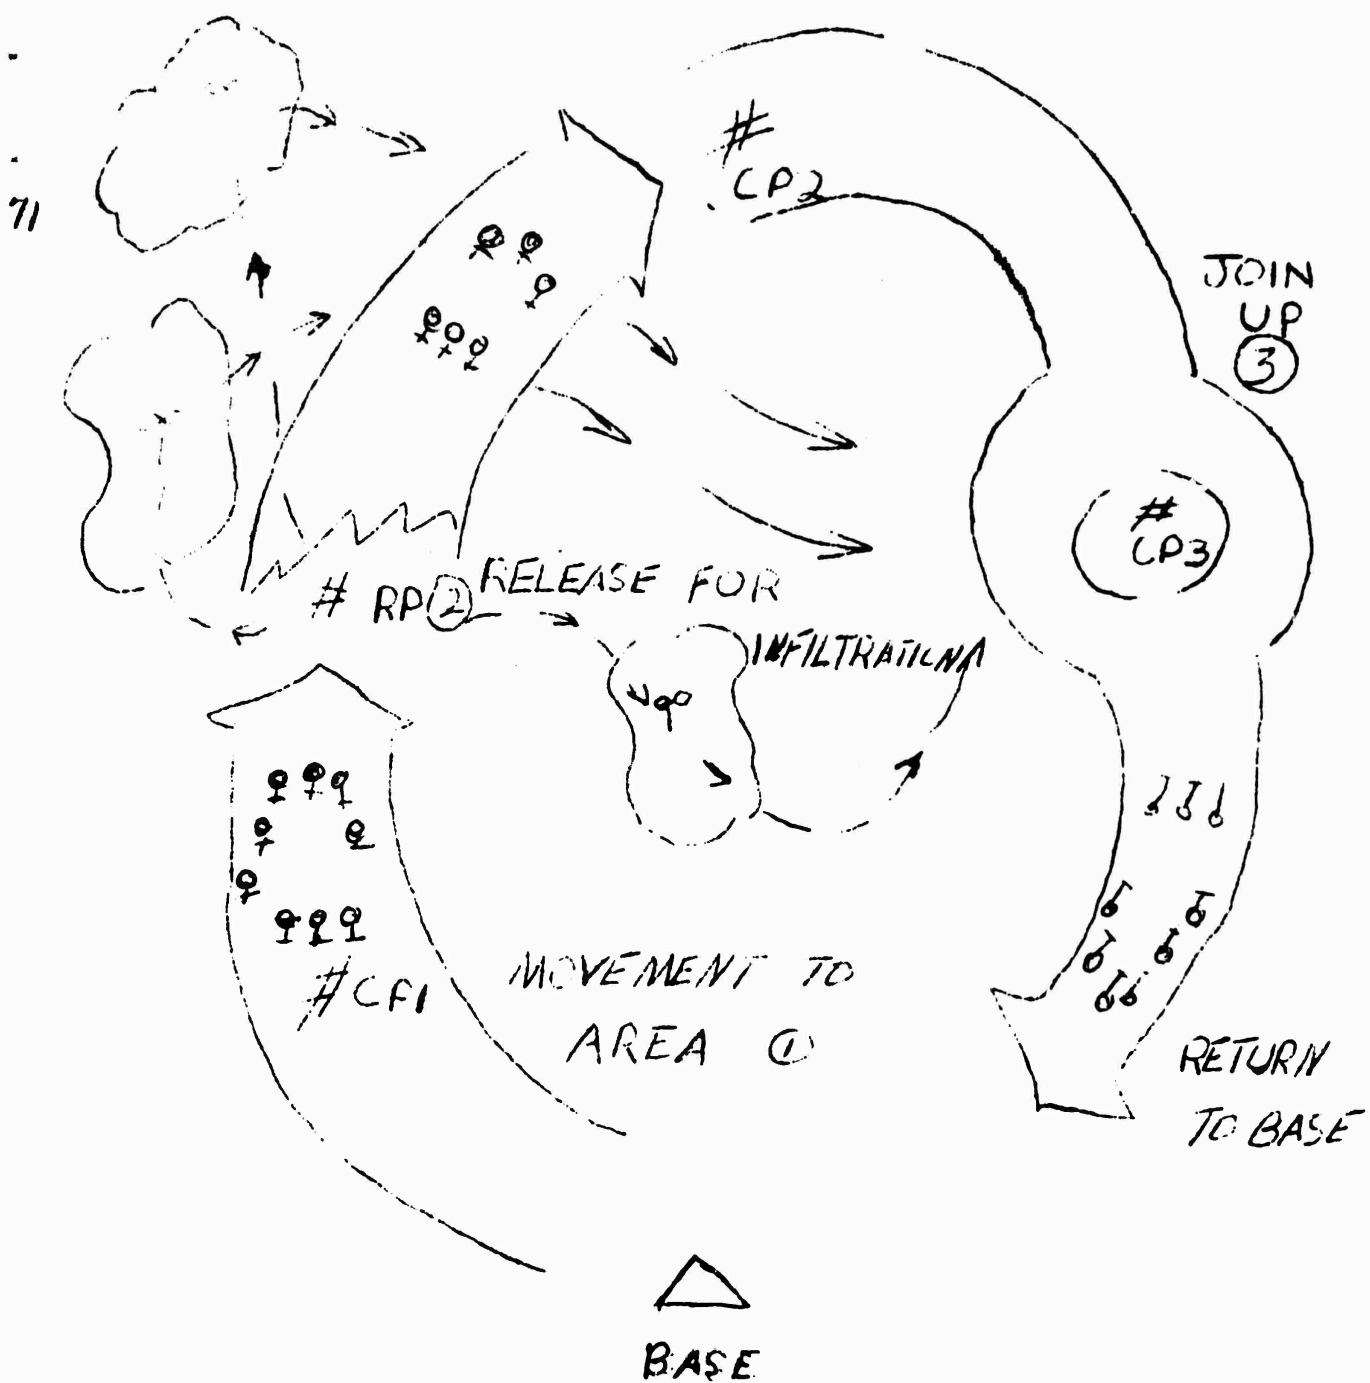 71
# CP2
JOIN
UP
3
# CP3
# RP 2 RELEASE FOR
INFILTRATION
# CP1
MOVEMENT TO
AREA 1
RETURN
TO BASE
BASE